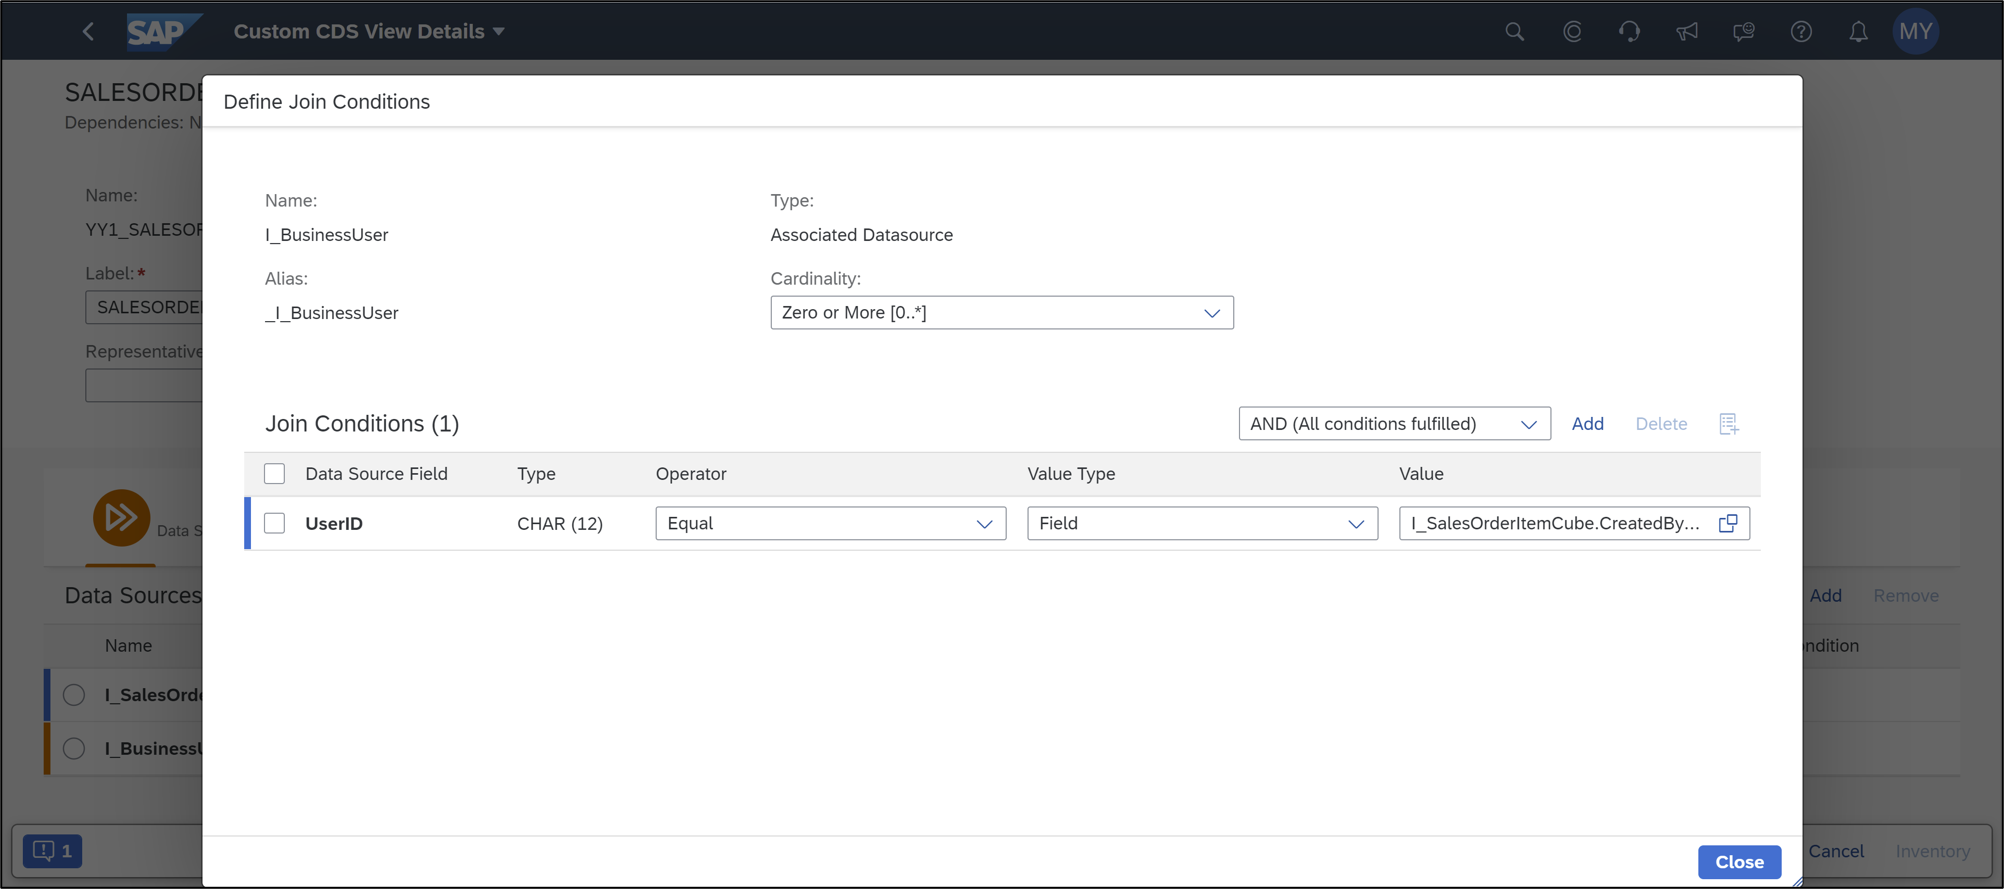 SAP
Custom CDS View Details
MY
SALESORDE
Dependencies: N
Define Join Conditions
Name:
YY1_SALESOR
Label:*
SALESORDE
Representative
Name:
I_BusinessUser
Type:
Associated Datasource
Alias:
_I_BusinessUser
Cardinality:
Zero or More [0..*]
Join Conditions (1)
AND (All conditions fulfilled)
Add
Delete
Data Source Field
Type
Operator
Value Type
Value
UserID
CHAR (12)
Equal
Field
I_SalesOrderItemCube.CreatedBy...
Data S
Data Sources
Add
Remove
Name
ndition
I_SalesOrde
I_BusinessU
1
Close
Cancel
Inventory